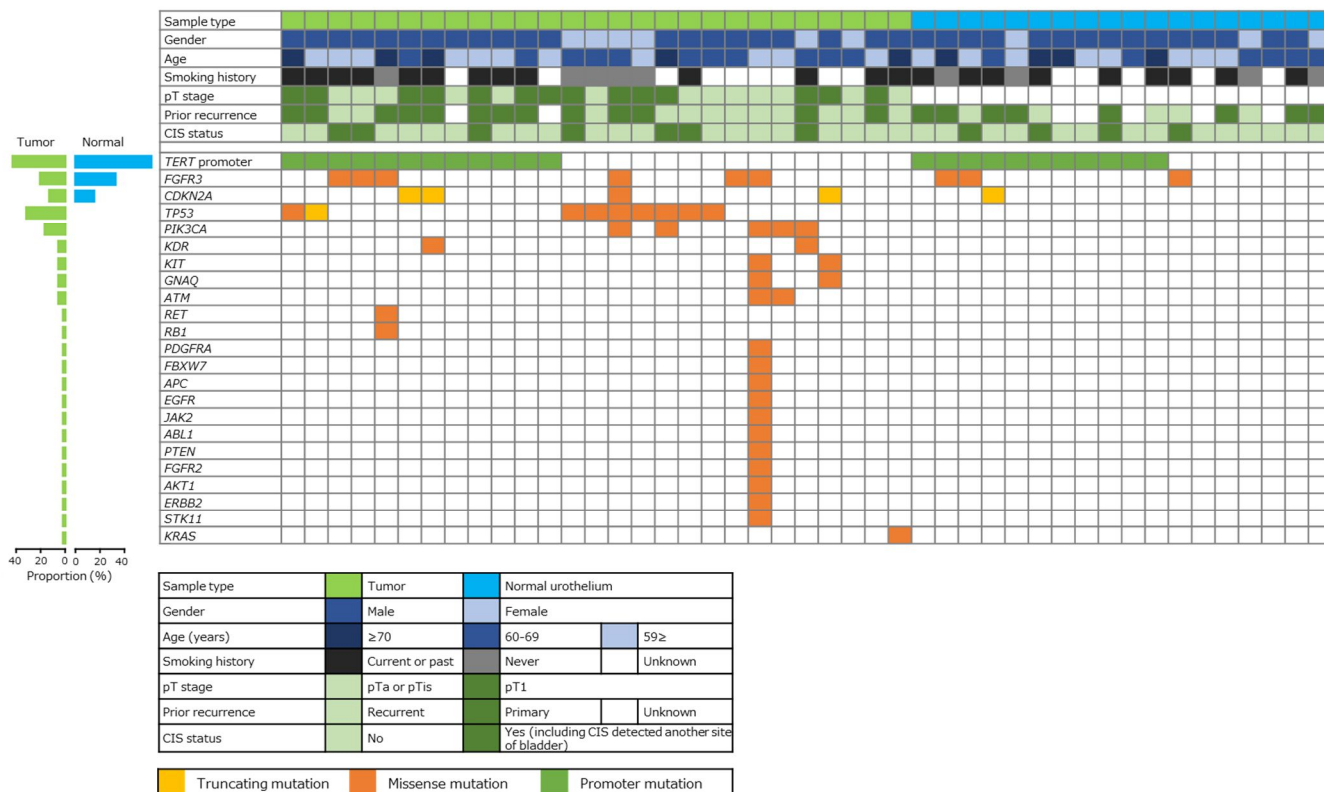 Sample type
Gender
Age
Smoking history
pT stage
Prior recurrence
CIS status
Tumor Normal
TERT promoter
FGFR3
CDKN2A
TP53
PIK3CA
KDR
KIT
GNAQ
ATM
RET
RB1
PDGFRA
FBXW7
APC
EGFR
JAK2
ABL1
PTEN
FGFR2
AKT1
ERBB2
STK11
KRAS
40 20 0 0 20 40
Proportion (%)
Sample type Tumor Normal urothelium
Gender Male Female
Age (years) ≥70 60-69 59≥
Smoking history Current or past Never Unknown
pT stage pTa or pTis pT1
Prior recurrence Recurrent Primary Unknown
CIS status No Yes (including CIS detected another site
of bladder)
Truncating mutation Missense mutation Promoter mutation